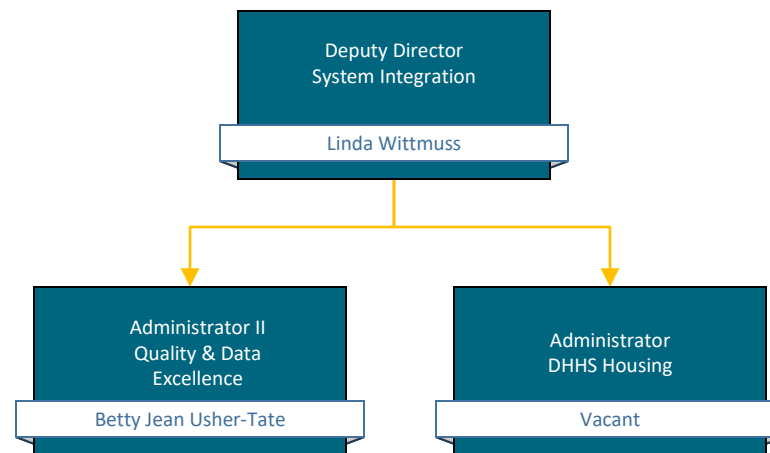 Deputy Director
System Integration
Linda Wittmuss
Administrator II
Quality & Data
Excellence
Betty Jean Usher-Tate
Administrator
DHHS Housing
Vacant